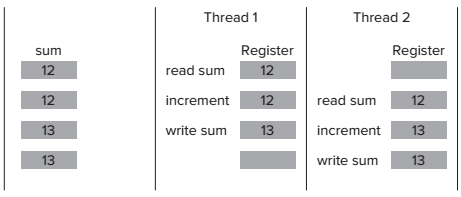 Thread 1 Thread 2
sum Register Register
12 read sum 12
12 increment 12 read sum 12
13 write sum 13 increment 12
13 write sum 13